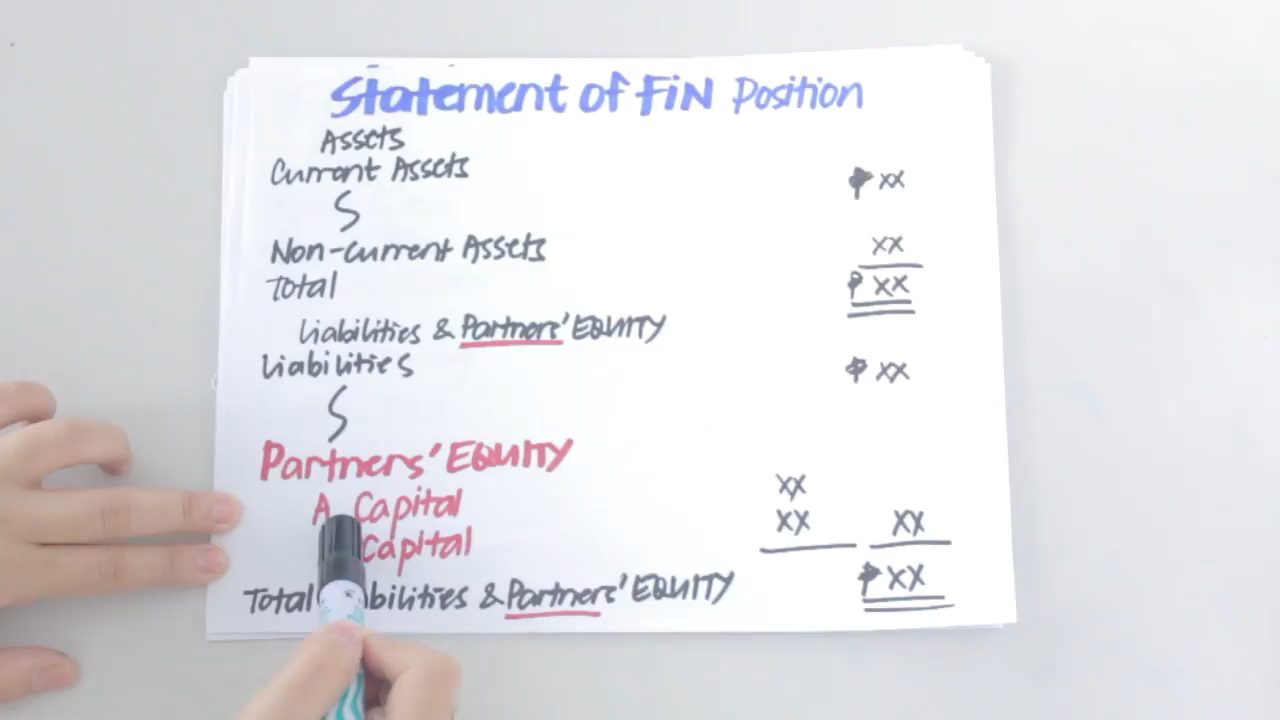 Statement of FiN Position
Assets
Current Assets ₱ xx
Non-current Assets xx
Total ₱ xx
Liabilities & Partners' EQUITY
Liabilities ₱ xx
Partners' EQUITY
A Capital xx
Capital xx xx
Total bilities & Partners' EQUITY ₱ xx